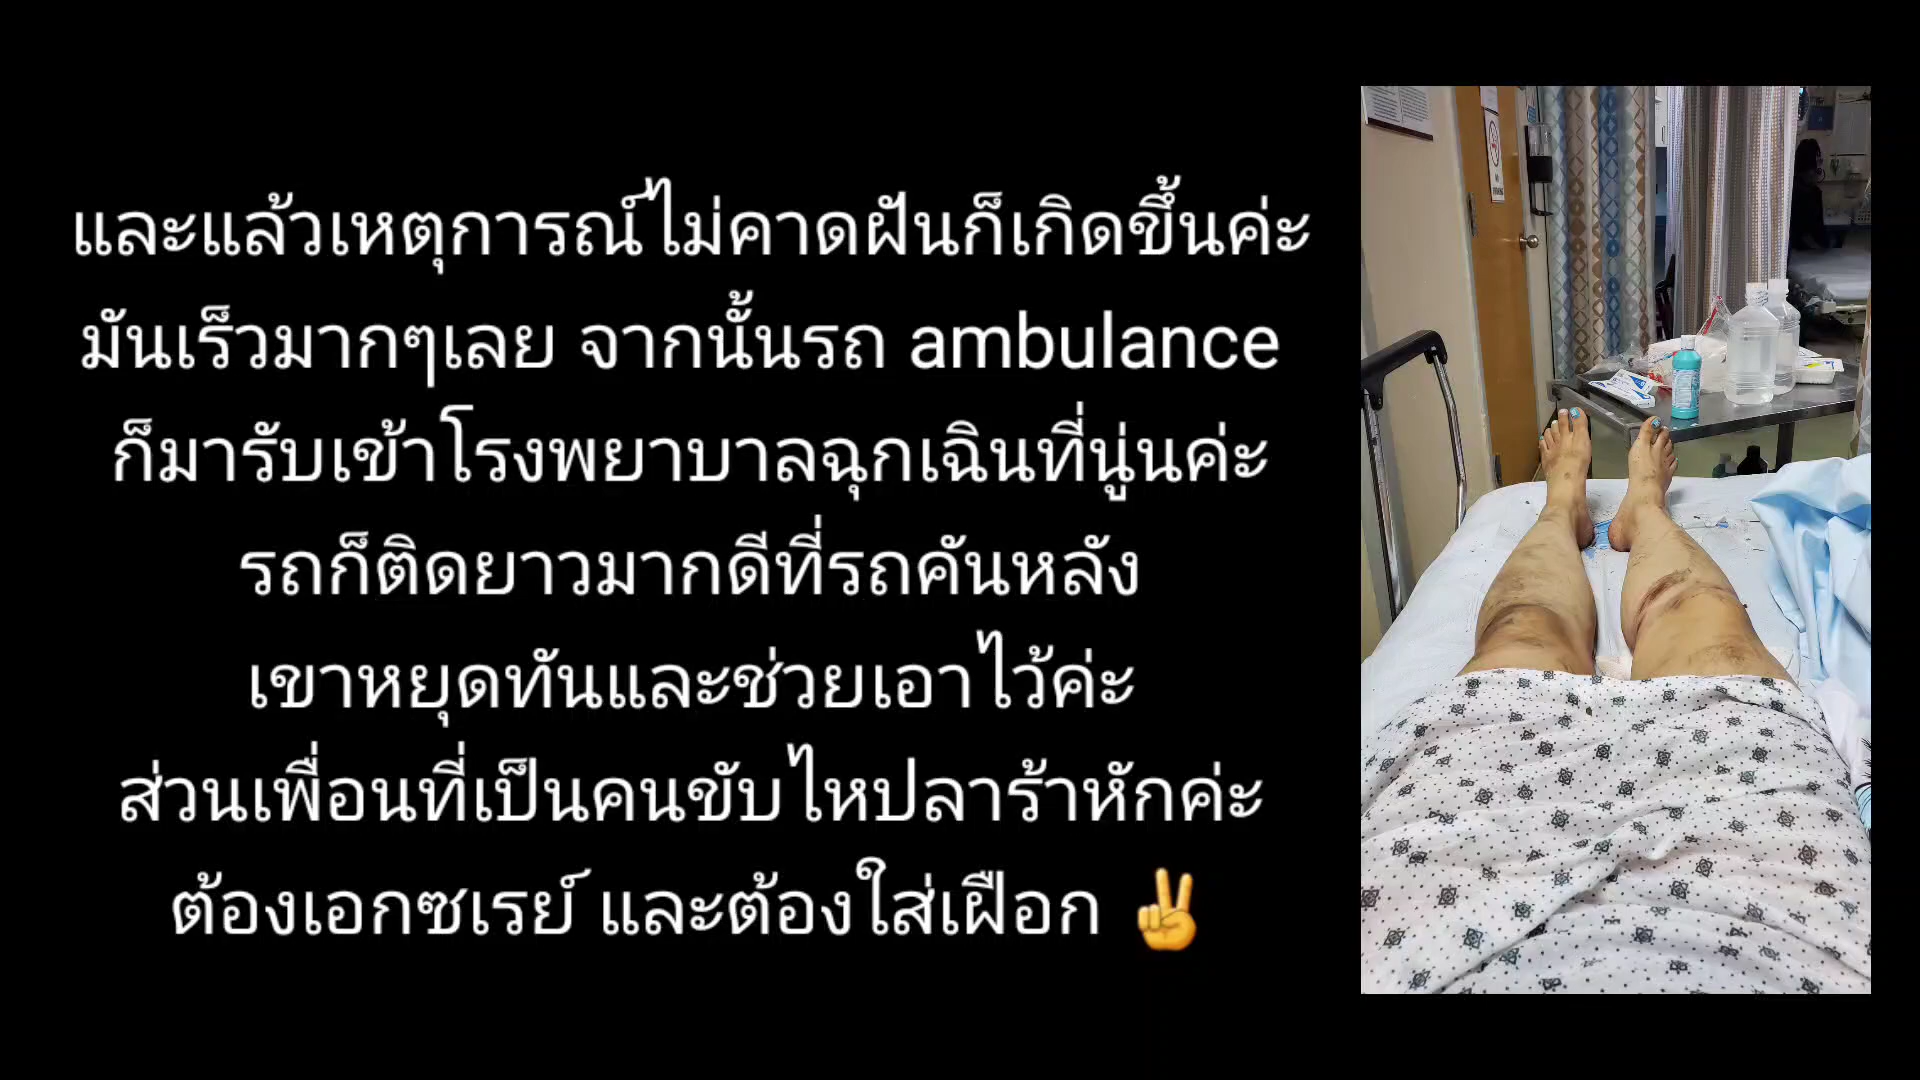 และแล้วเหตุการณ์ไม่คาดฝันก็เกิดขึ้นค่ะ
มันเร็วมากๆเลย จากนั้นรถ ambulance
ก็มารับเข้าโรงพยาบาลฉุกเฉินที่นู่นค่ะ
รถก็ติดยาวมากดีที่รถคันหลัง
เขาหยุดทันและช่วยเอาไว้ค่ะ
ส่วนเพื่อนที่เป็นคนขับไหปลาร้าหักค่ะ
ต้องเอกซเรย์ และต้องใส่เฝือก ✌